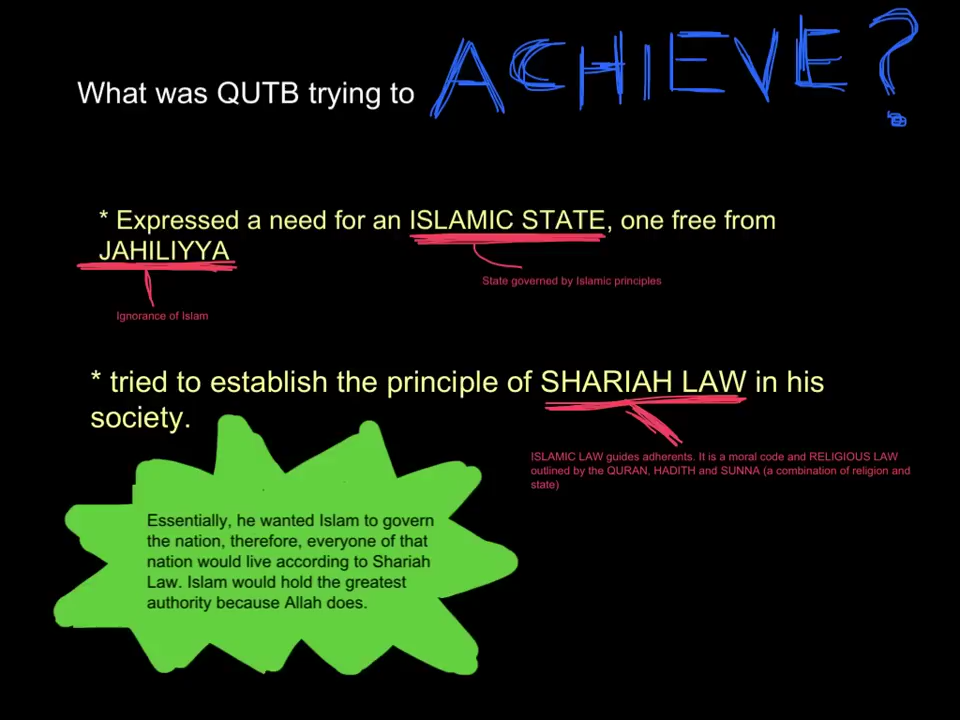 What was QUTB trying to ACHIEVE?
* Expressed a need for an ISLAMIC STATE, one free from
JAHILIYYA
State governed by Islamic principles
Ignorance of Islam
* tried to establish the principle of SHARIAH LAW in his
society.
ISLAMIC LAW guides adherents. It is a moral code and RELIGIOUS LAW
outlined by the QURAN, HADITH and SUNNA (a combination of religion and
state)
Essentially, he wanted Islam to govern
the nation, therefore, everyone of that
nation would live according to Shariah
Law. Islam would hold the greatest
authority because Allah does.